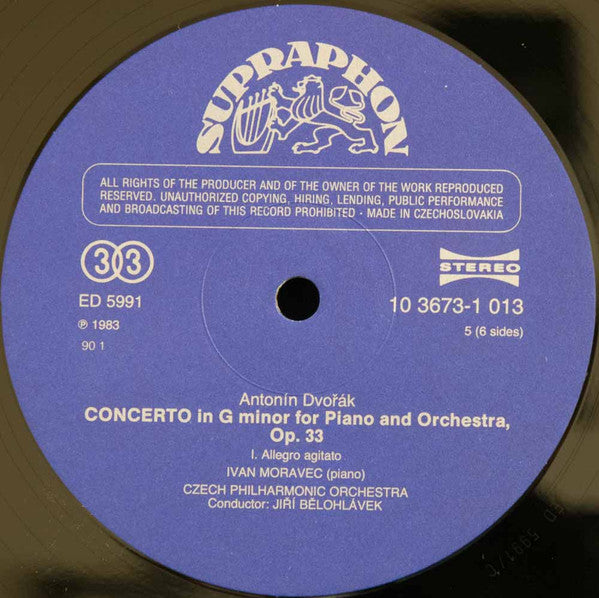 SUPRAPHON
ALL RIGHTS OF THE PRODUCER AND OF THE OWNER OF THE WORK REPRODUCED
RESERVED. UNAUTHORIZED COPYING, HIRING, LENDING, PUBLIC PERFORMANCE
AND BROADCASTING OF THIS RECORD PROHIBITED · MADE IN CZECHOSLOVAKIA
33
STEREO
ED 5991
10 3673-1 013
℗ 1983
5 (6 sides)
90 1
Antonín Dvořák
CONCERTO in G minor for Piano and Orchestra,
Op. 33
I. Allegro agitato
IVAN MORAVEC (piano)
CZECH PHILHARMONIC ORCHESTRA
Conductor: JIŘÍ BĚLOHLÁVEK